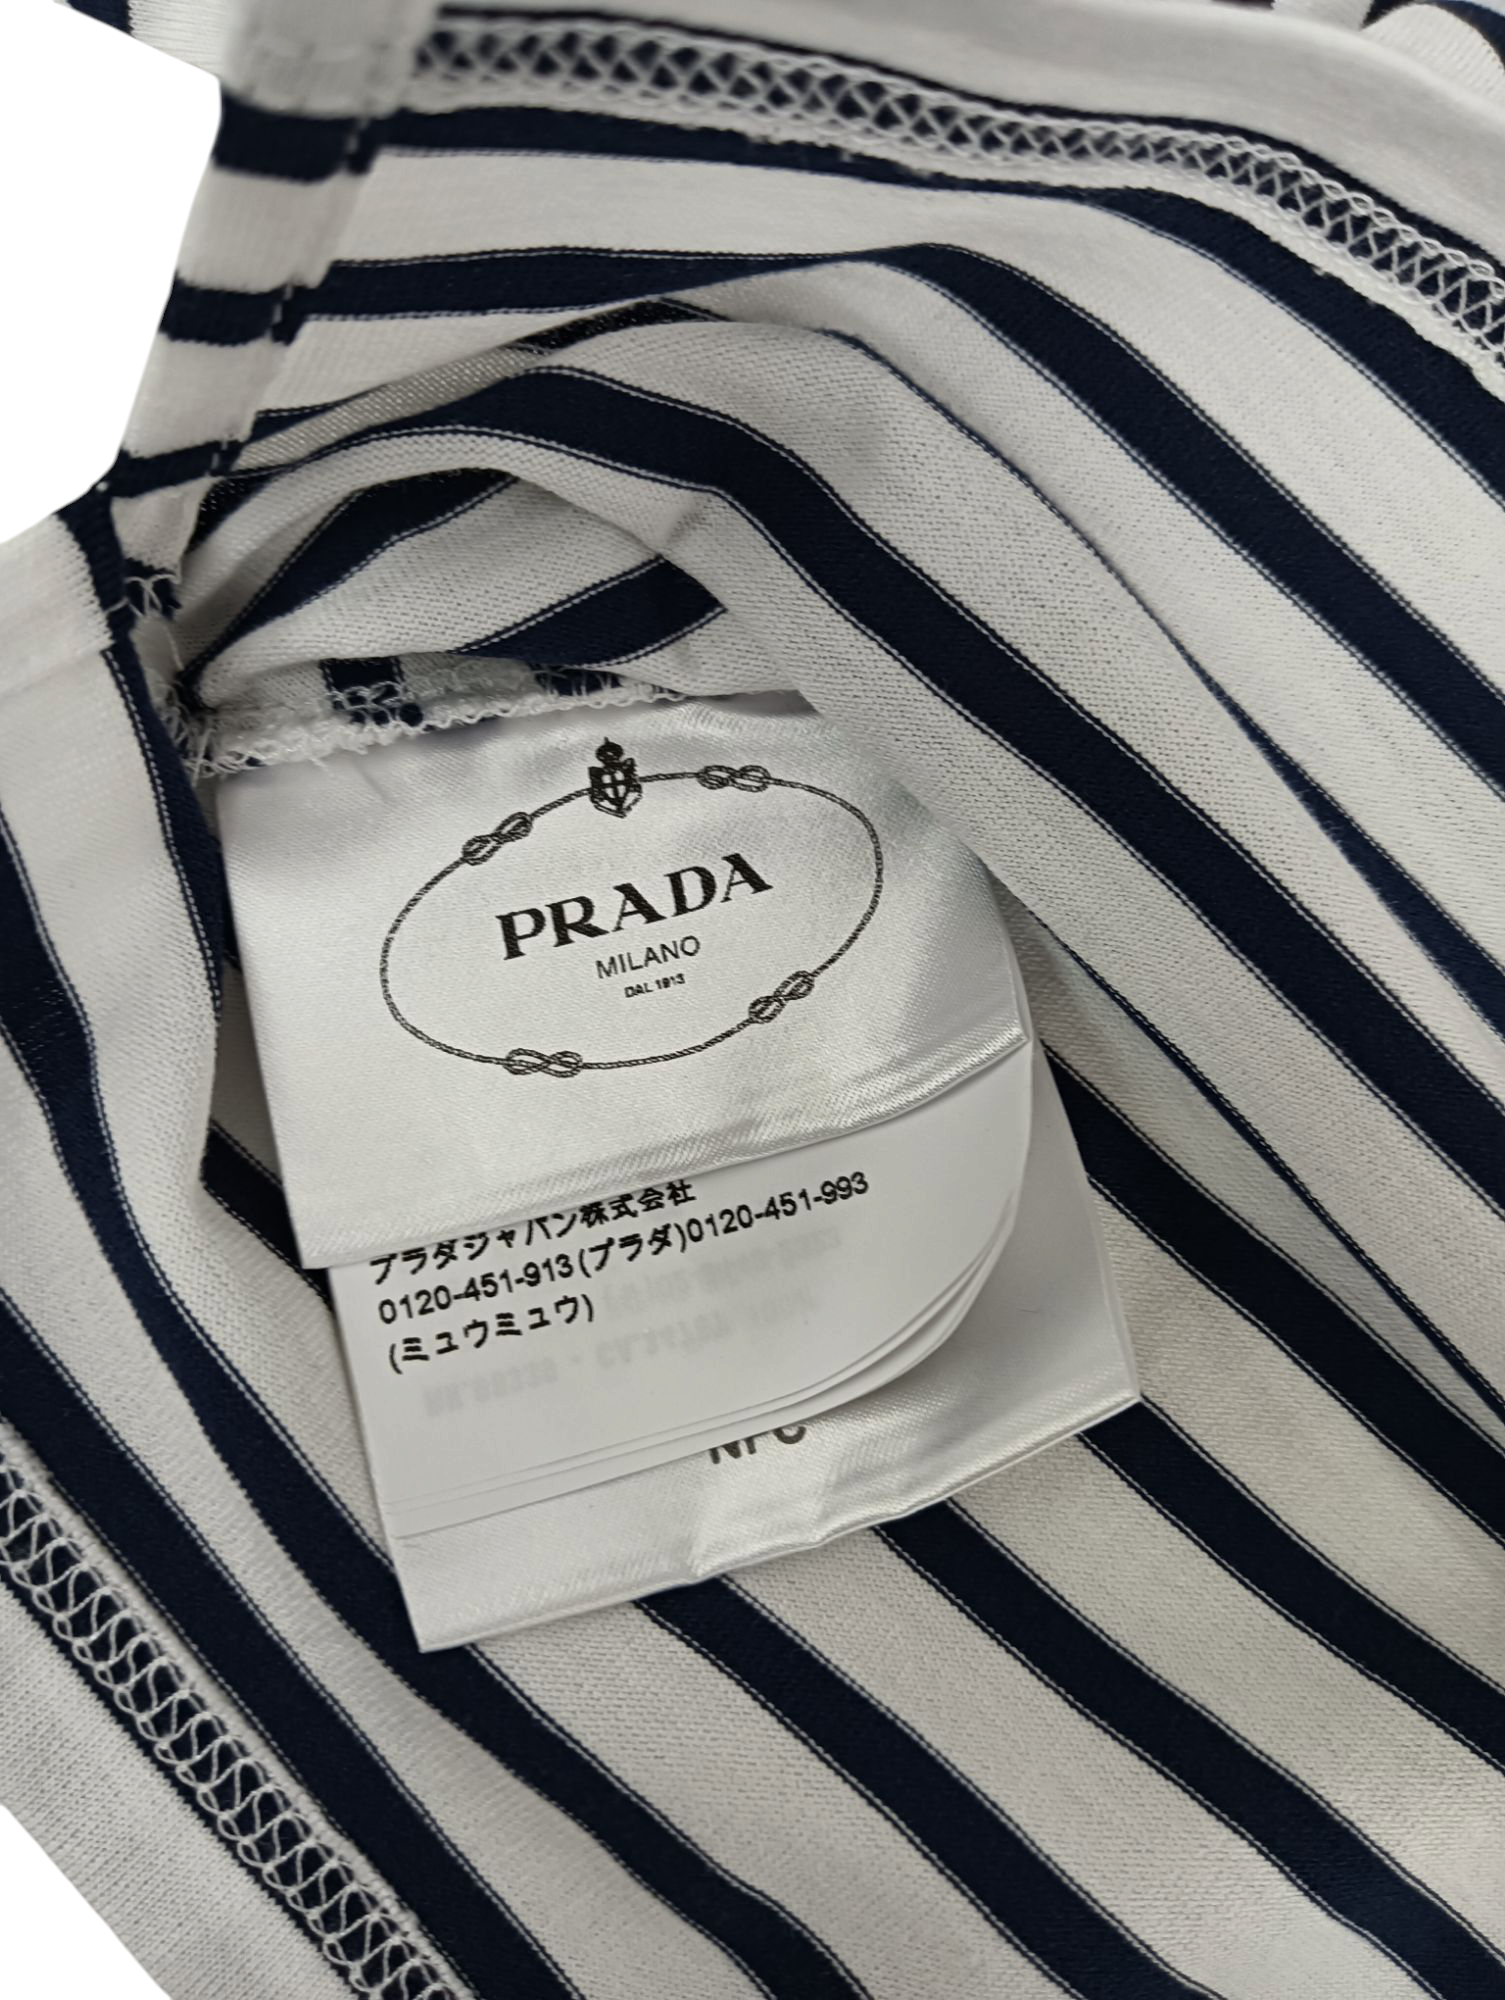 PRADA
MILANO
DAL 1913
プラダジャパン株式会社
0120-451-913(プラダ)0120-451-993
(ミュウミュウ)
NFC